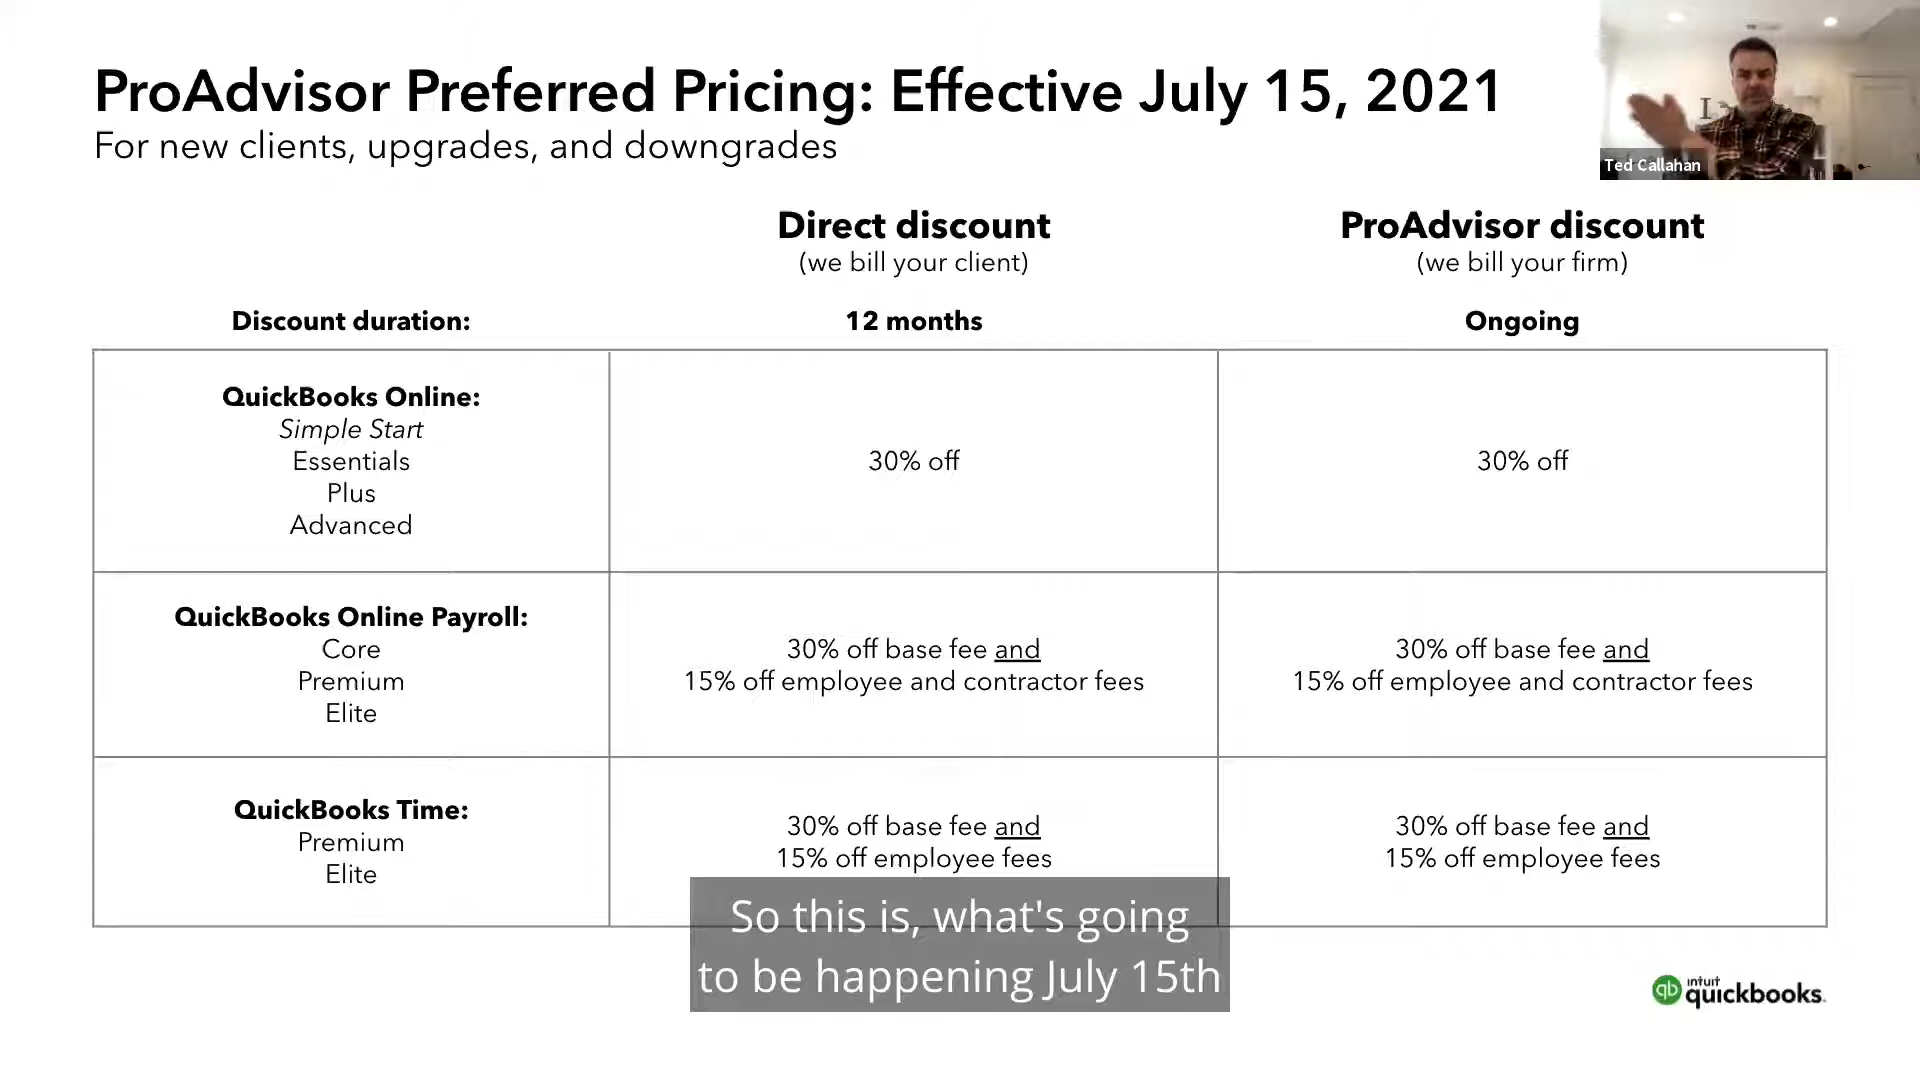 ProAdvisor Preferred Pricing: Effective July 15, 2021
For new clients, upgrades, and downgrades
Ted Callahan
Direct discount
(we bill your client)
ProAdvisor discount
(we bill your firm)
Discount duration:
12 months
Ongoing
QuickBooks Online:
Simple Start
Essentials
Plus
Advanced
30% off
30% off
QuickBooks Online Payroll:
Core
Premium
Elite
30% off base fee and
15% off employee and contractor fees
30% off base fee and
15% off employee and contractor fees
QuickBooks Time:
Premium
Elite
30% off base fee and
15% off employee fees
30% off base fee and
15% off employee fees
So this is, what's going
to be happening July 15th
qb
intuit
quickbooks.